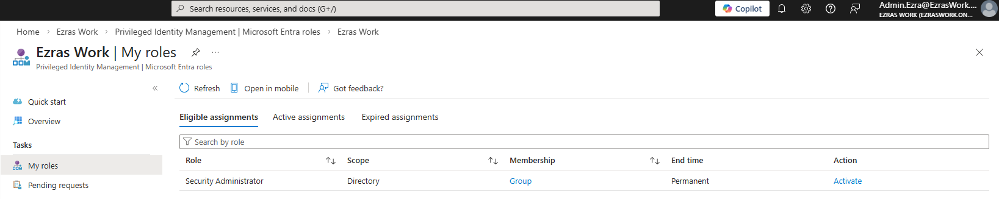 Search resources, services, and docs (G+/)
Copilot
Admin.Ezra@EzrasWork....
EZRAS WORK (EZRASWORK.ON...
Home > Ezras Work > Privileged Identity Management | Microsoft Entra roles > Ezras Work
Ezras Work | My roles ...
Privileged Identity Management | Microsoft Entra roles
«
Quick start
Overview
Tasks
My roles
Pending requests
Refresh Open in mobile Got feedback?
Eligible assignments Active assignments Expired assignments
Search by role
Role Scope Membership End time Action
Security Administrator Directory Group Permanent Activate